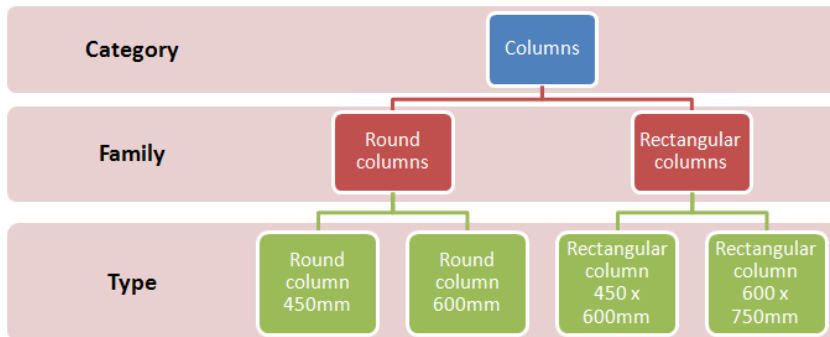 Category
Columns
Family
Round
columns
Rectangular
columns
Type
Round
column
450mm
Round
column
600mm
Rectangular
column
450 x
600mm
Rectangular
column
600 x
750mm